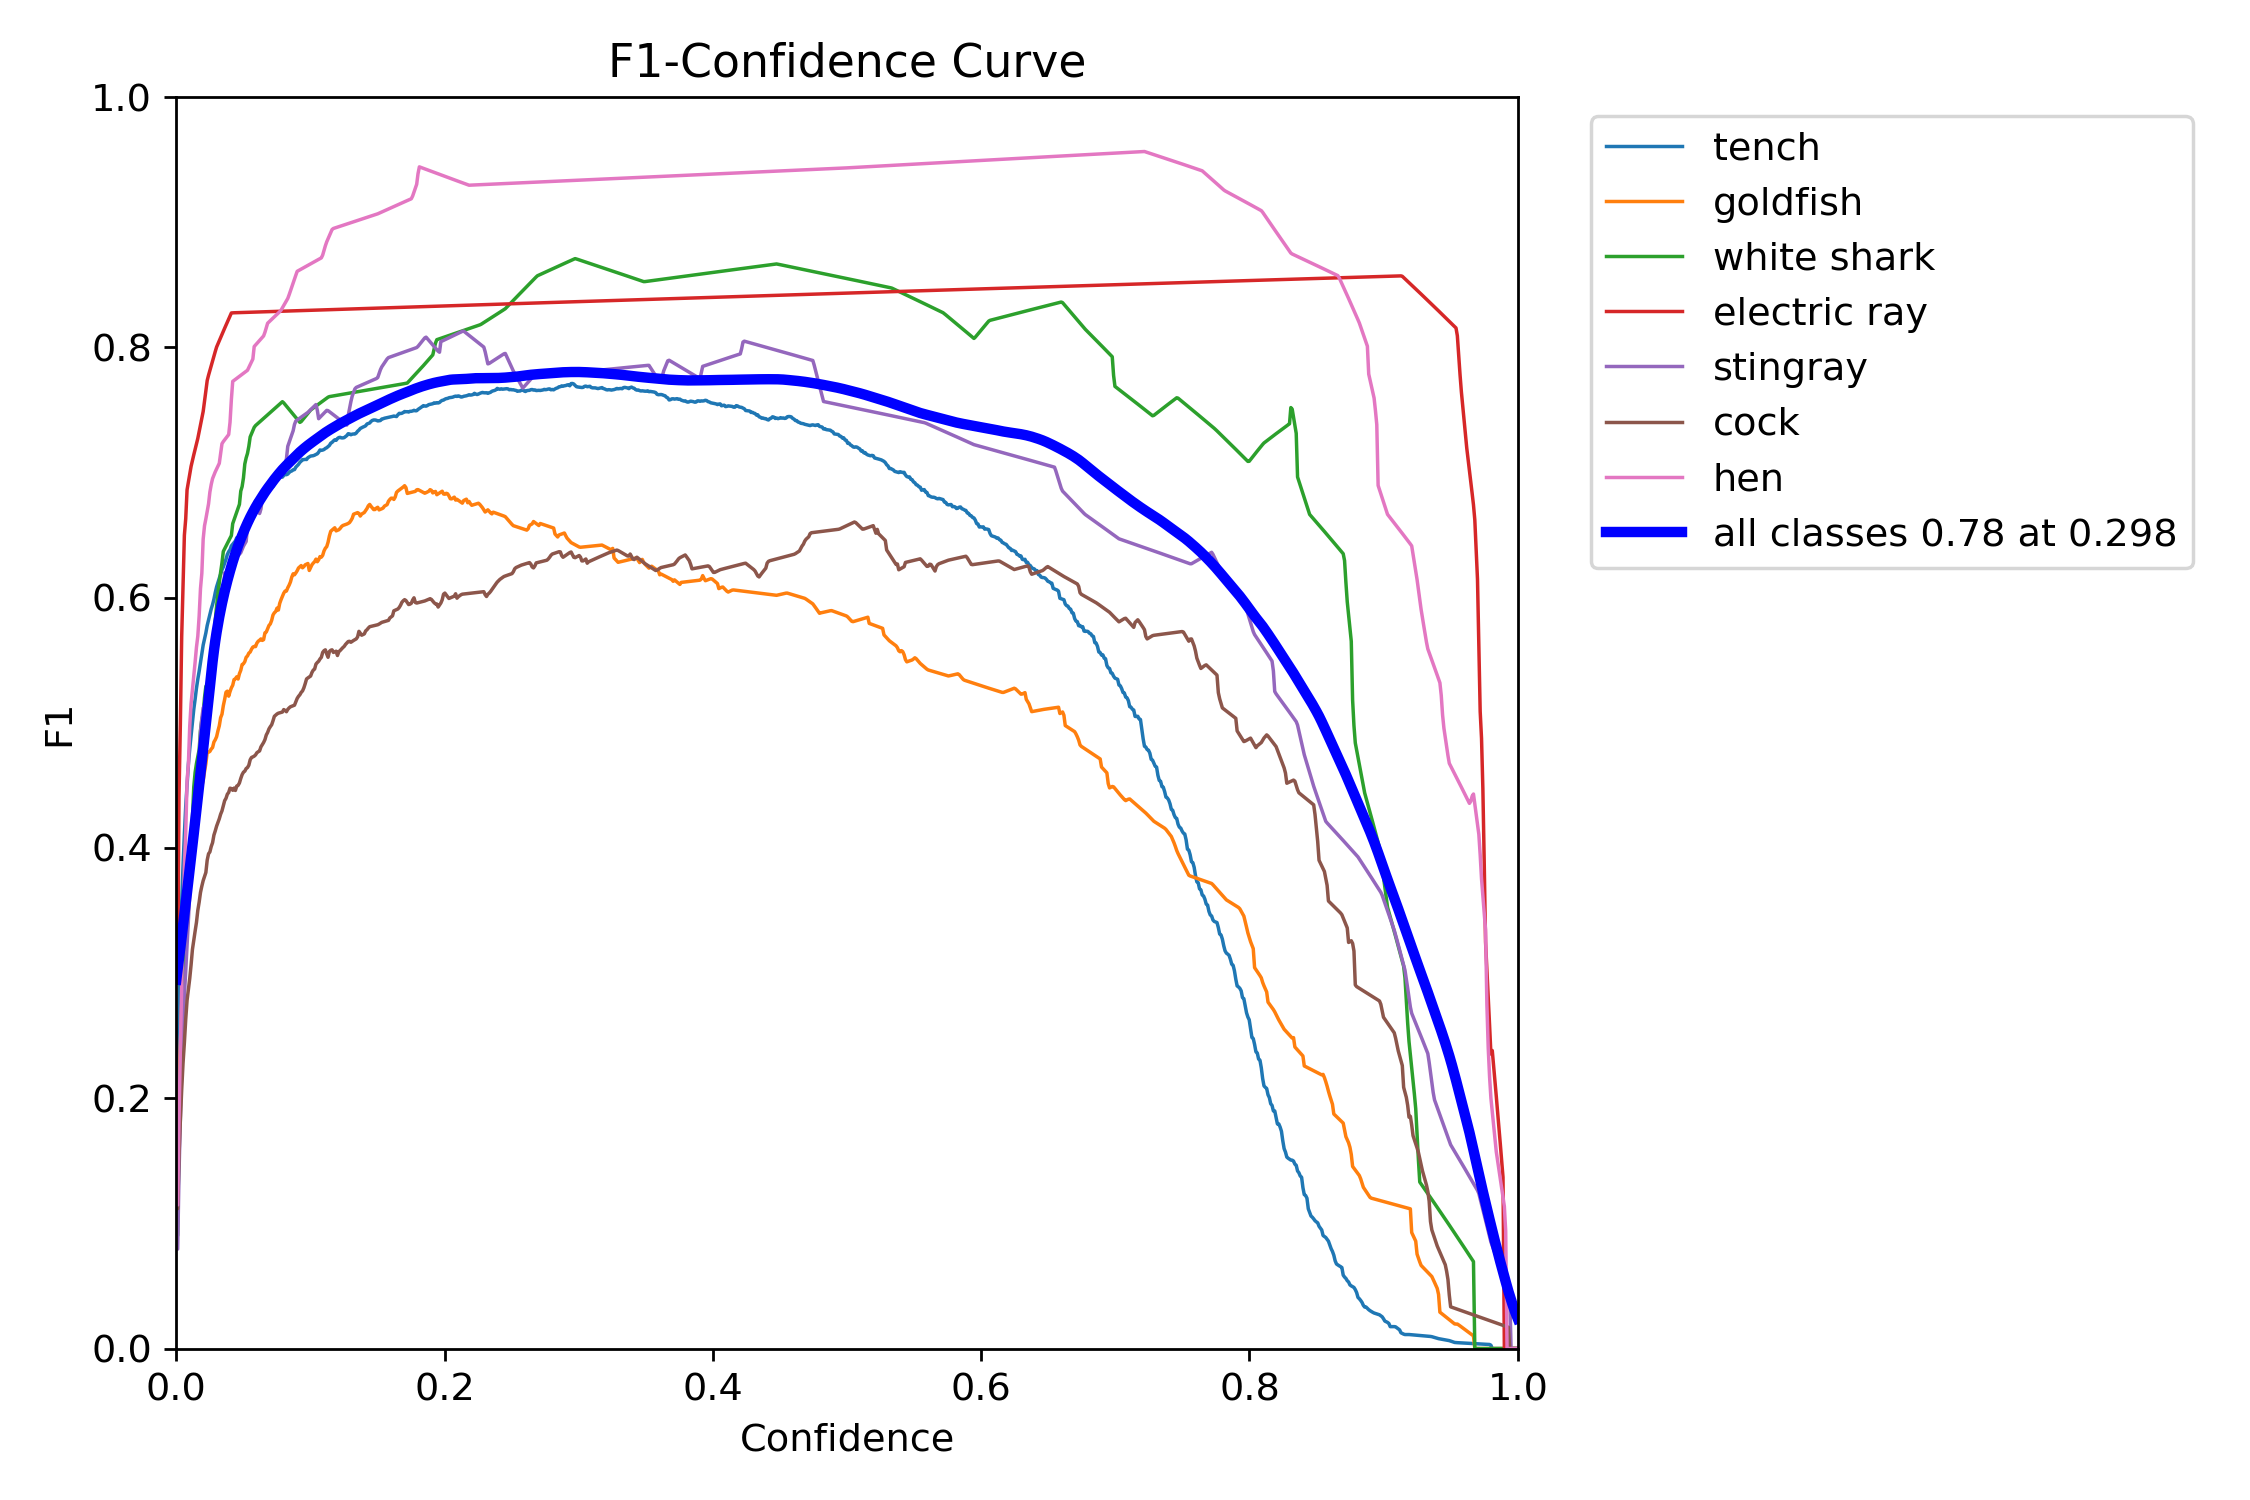 F1-Confidence Curve
1.0
0.8
0.6
0.4
0.2
0.0
F1
0.0 0.2 0.4 0.6 0.8 1.0
Confidence
tench
goldfish
white shark
electric ray
stingray
cock
hen
all classes 0.78 at 0.298